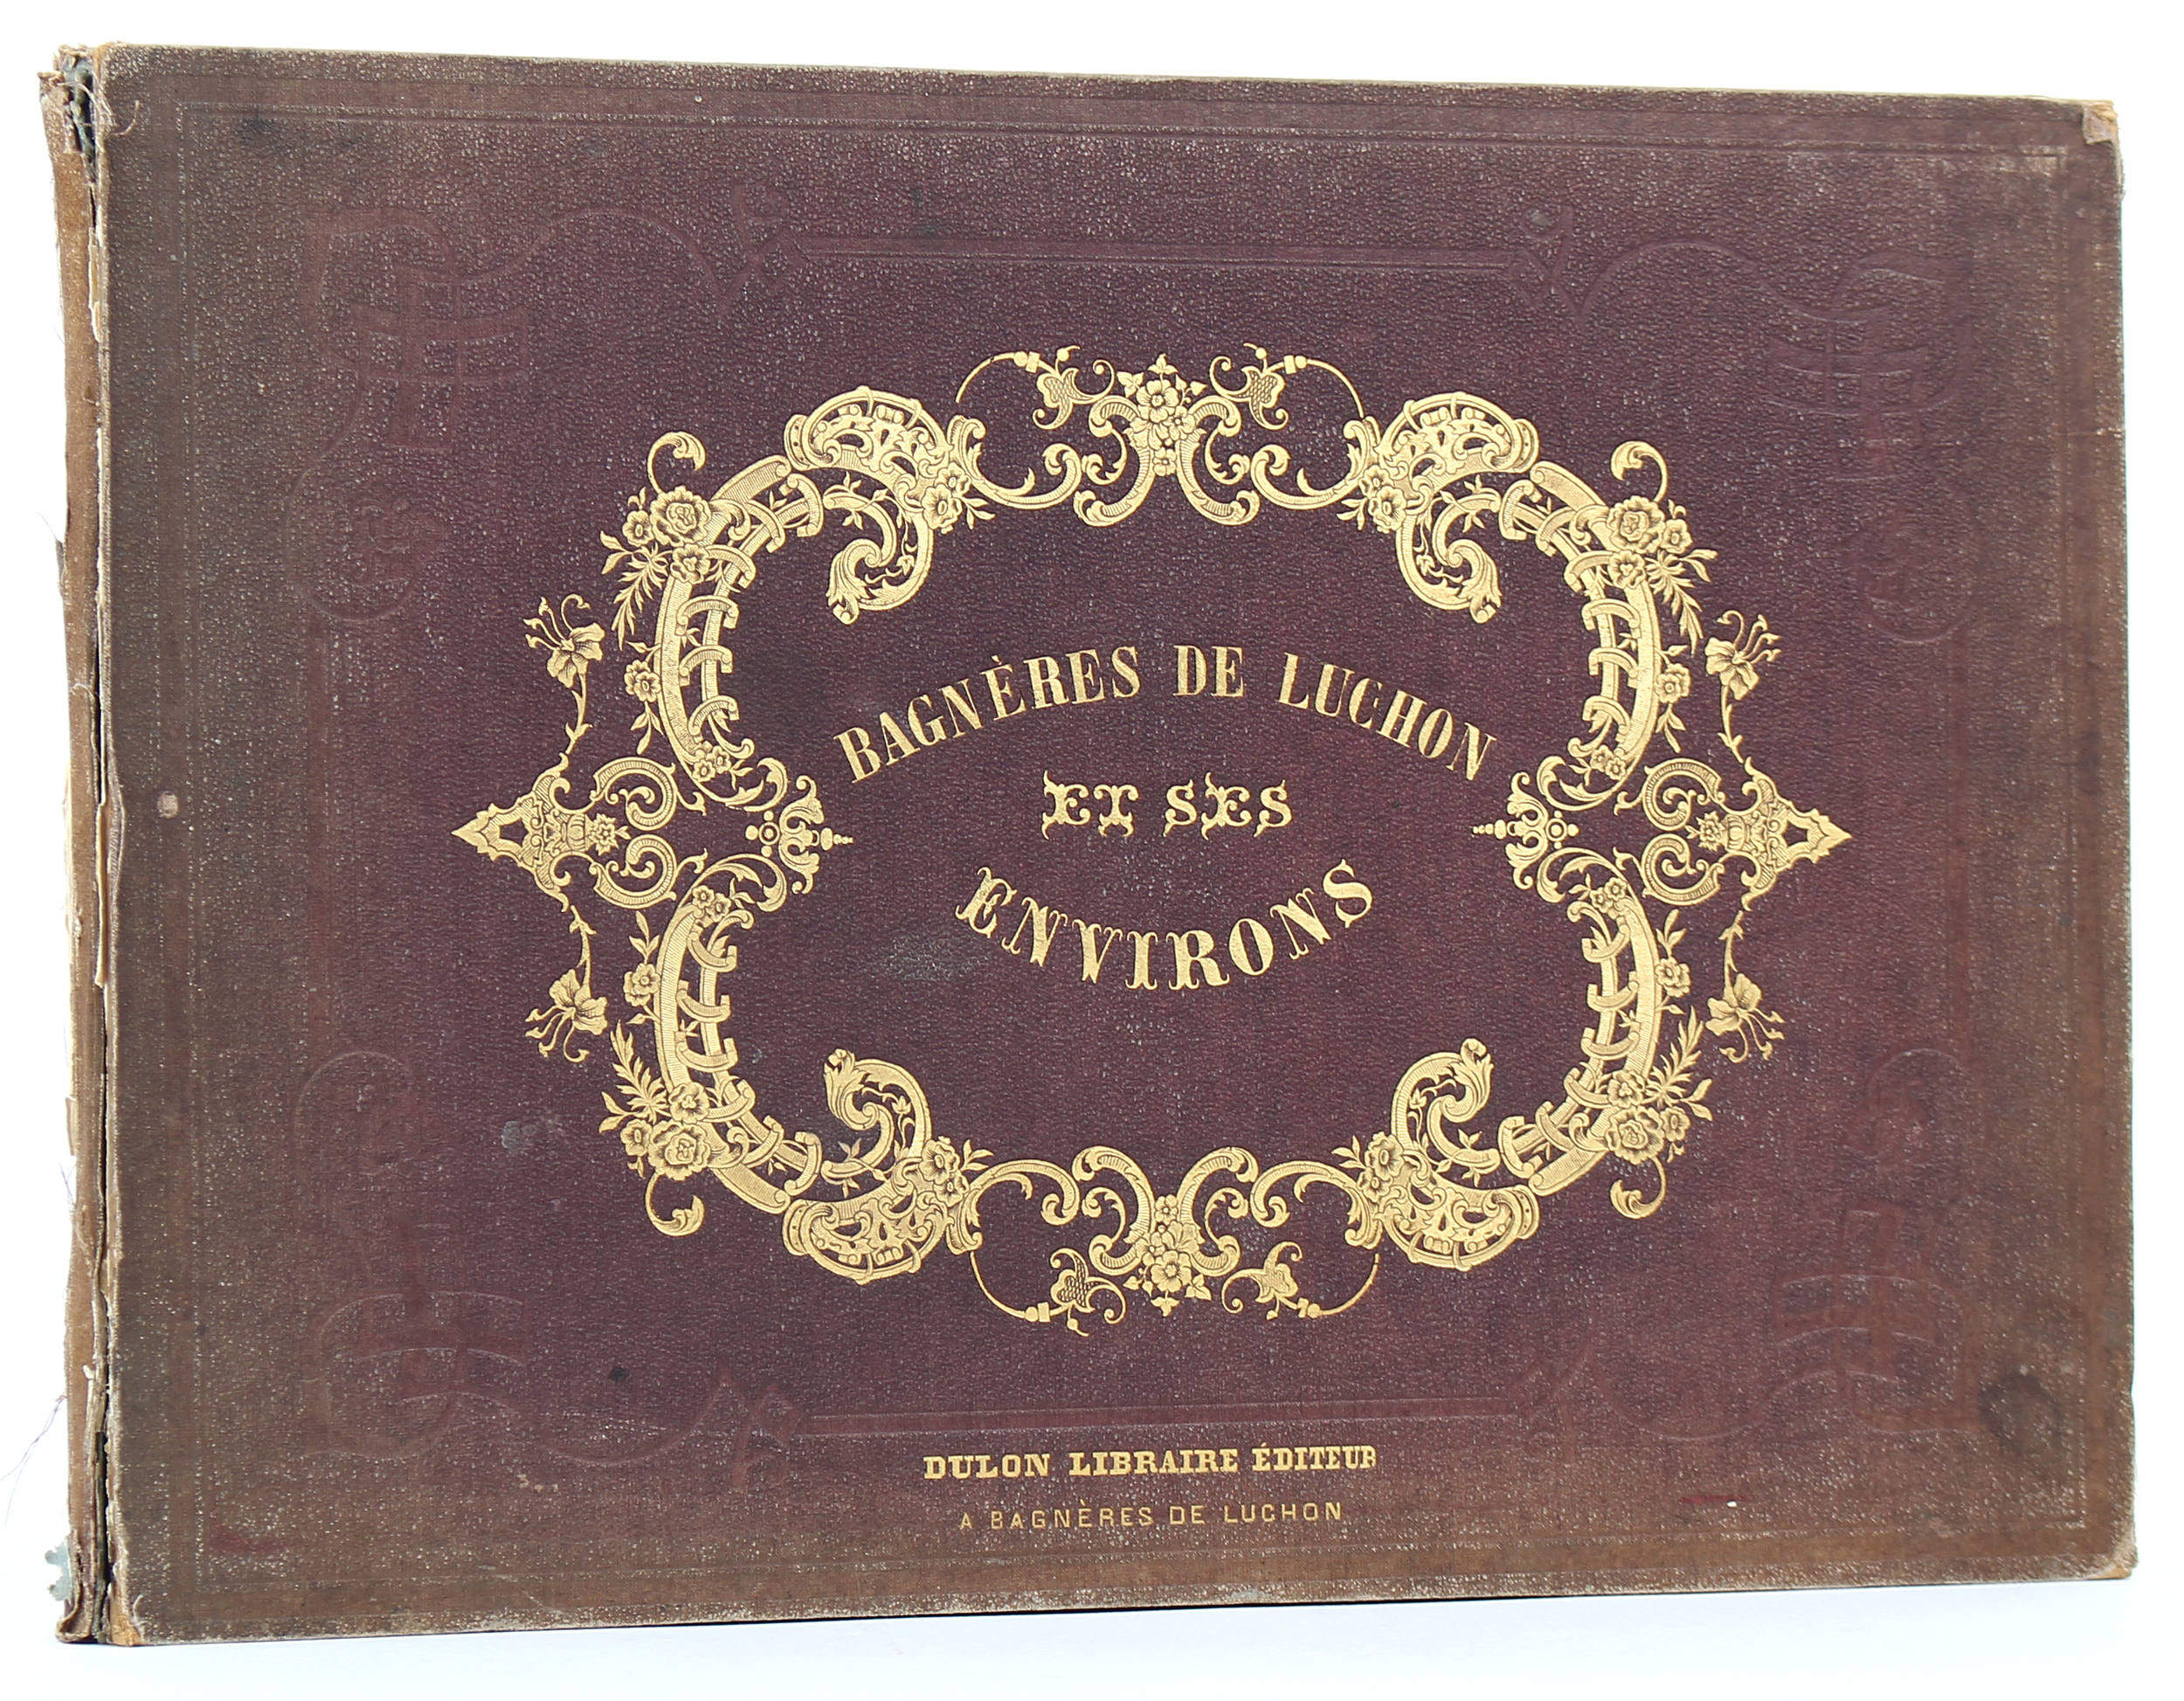 BAGNÈRES DE LUCHON
ET SES
ENVIRONS
DULON LIBRAIRE ÉDITEUR
A BAGNÈRES DE LUCHON